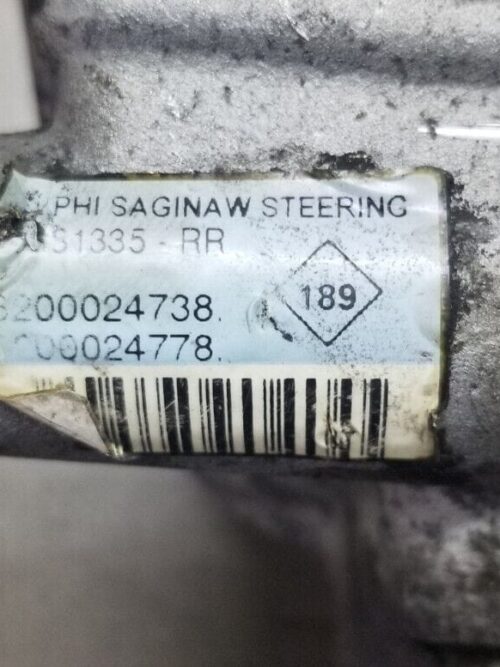 PHI SAGINAW STEERING
S1335 - RR
200024738.
00024778.
189